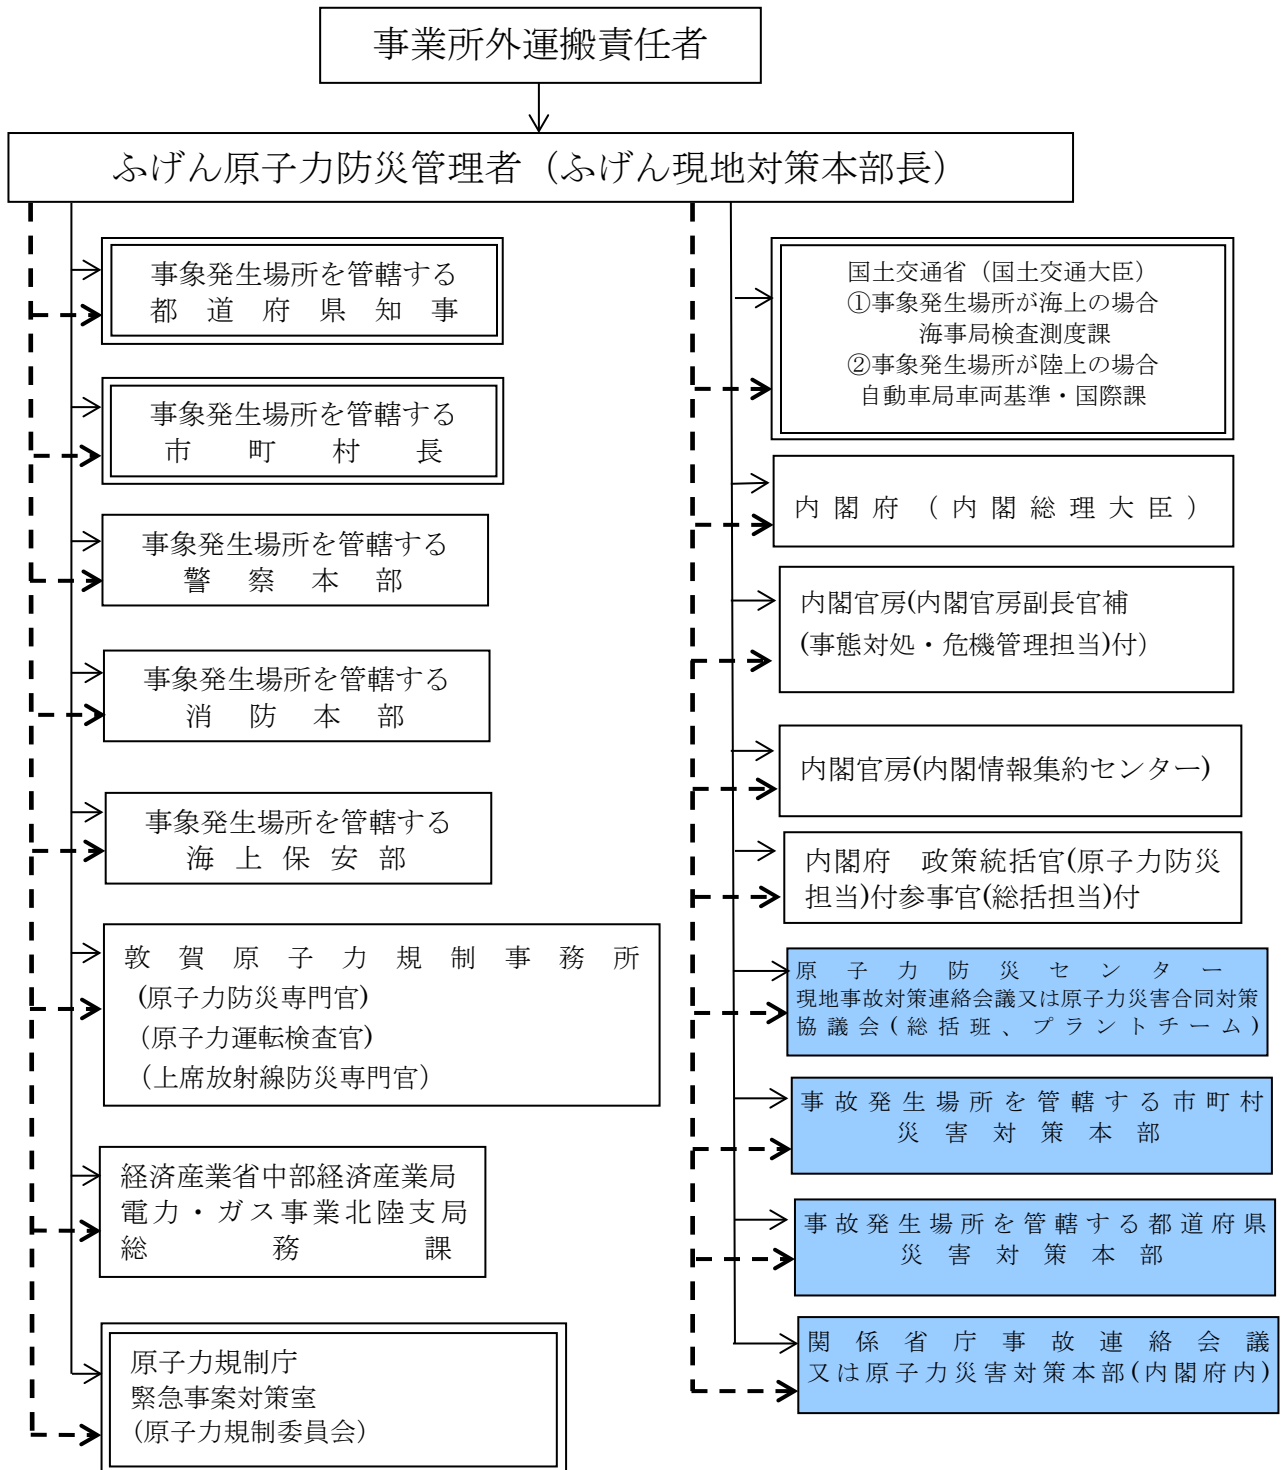 事業所外運搬責任者
ふげん原子力防災管理者（ふげん現地対策本部長）
事象発生場所を管轄する
都道府県知事
事象発生場所を管轄する
市町村長
事象発生場所を管轄する
警察本部
事象発生場所を管轄する
消防本部
事象発生場所を管轄する
海上保安部
敦賀原子力規制事務所
(原子力防災専門官)
(原子力運転検査官)
（上席放射線防災専門官）
経済産業省中部経済産業局
電力・ガス事業北陸支局
総務課
原子力規制庁
緊急事案対策室
(原子力規制委員会）
国土交通省（国土交通大臣）
①事象発生場所が海上の場合
海事局検査測度課
②事象発生場所が陸上の場合
自動車局車両基準・国際課
内閣府（内閣総理大臣）
内閣官房(内閣官房副長官補
(事態対処・危機管理担当)付）
内閣官房(内閣情報集約センター)
内閣府　政策統括官(原子力防災
担当)付参事官(総括担当)付
原子力防災センター
現地事故対策連絡会議又は原子力災害合同対策
協議会(総括班、プラントチーム)
事故発生場所を管轄する市町村
災害対策本部
事故発生場所を管轄する都道府県
災害対策本部
関係省庁事故連絡会議
又は原子力災害対策本部(内閣府内)